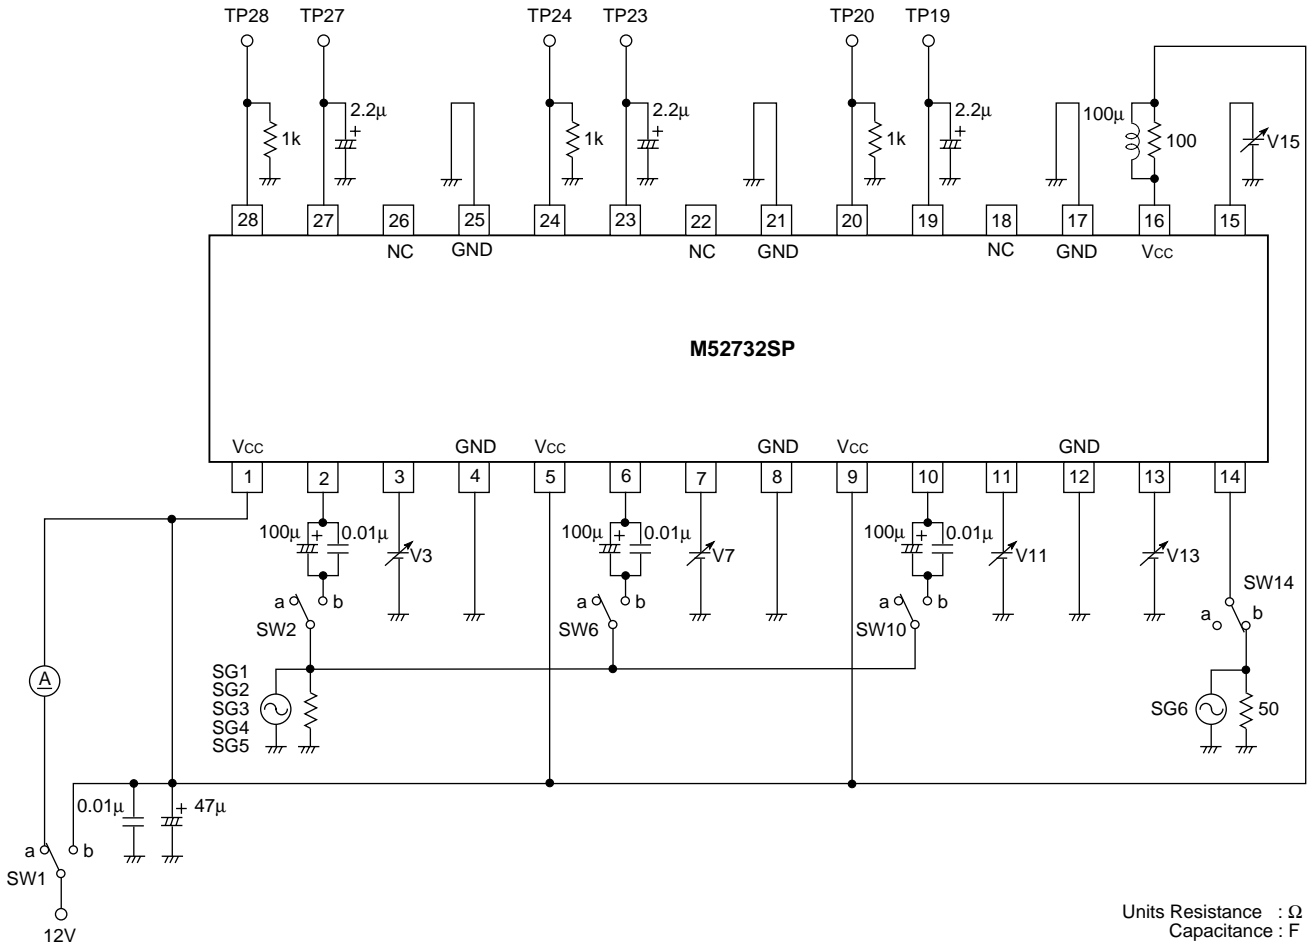 TP28 TP27 TP24 TP23 TP20 TP19
2.2μ 2.2μ 2.2μ 100μ
1k 1k 1k 100 V15
28 27 26 25 24 23 22 21 20 19 18 17 16 15
NC GND NC GND NC GND Vcc
M52732SP
Vcc GND Vcc GND Vcc GND
1 2 3 4 5 6 7 8 9 10 11 12 13 14
100μ + 0.01μ 100μ + 0.01μ 100μ + 0.01μ
V3 V7 V11 V13
SW14
a b a b a b a b
SW2 SW6 SW10
SG1
SG2
SG3
SG4
SG5
A
SG6 50
0.01μ + 47μ
a b
SW1
12V
Units Resistance : Ω
Capacitance : F